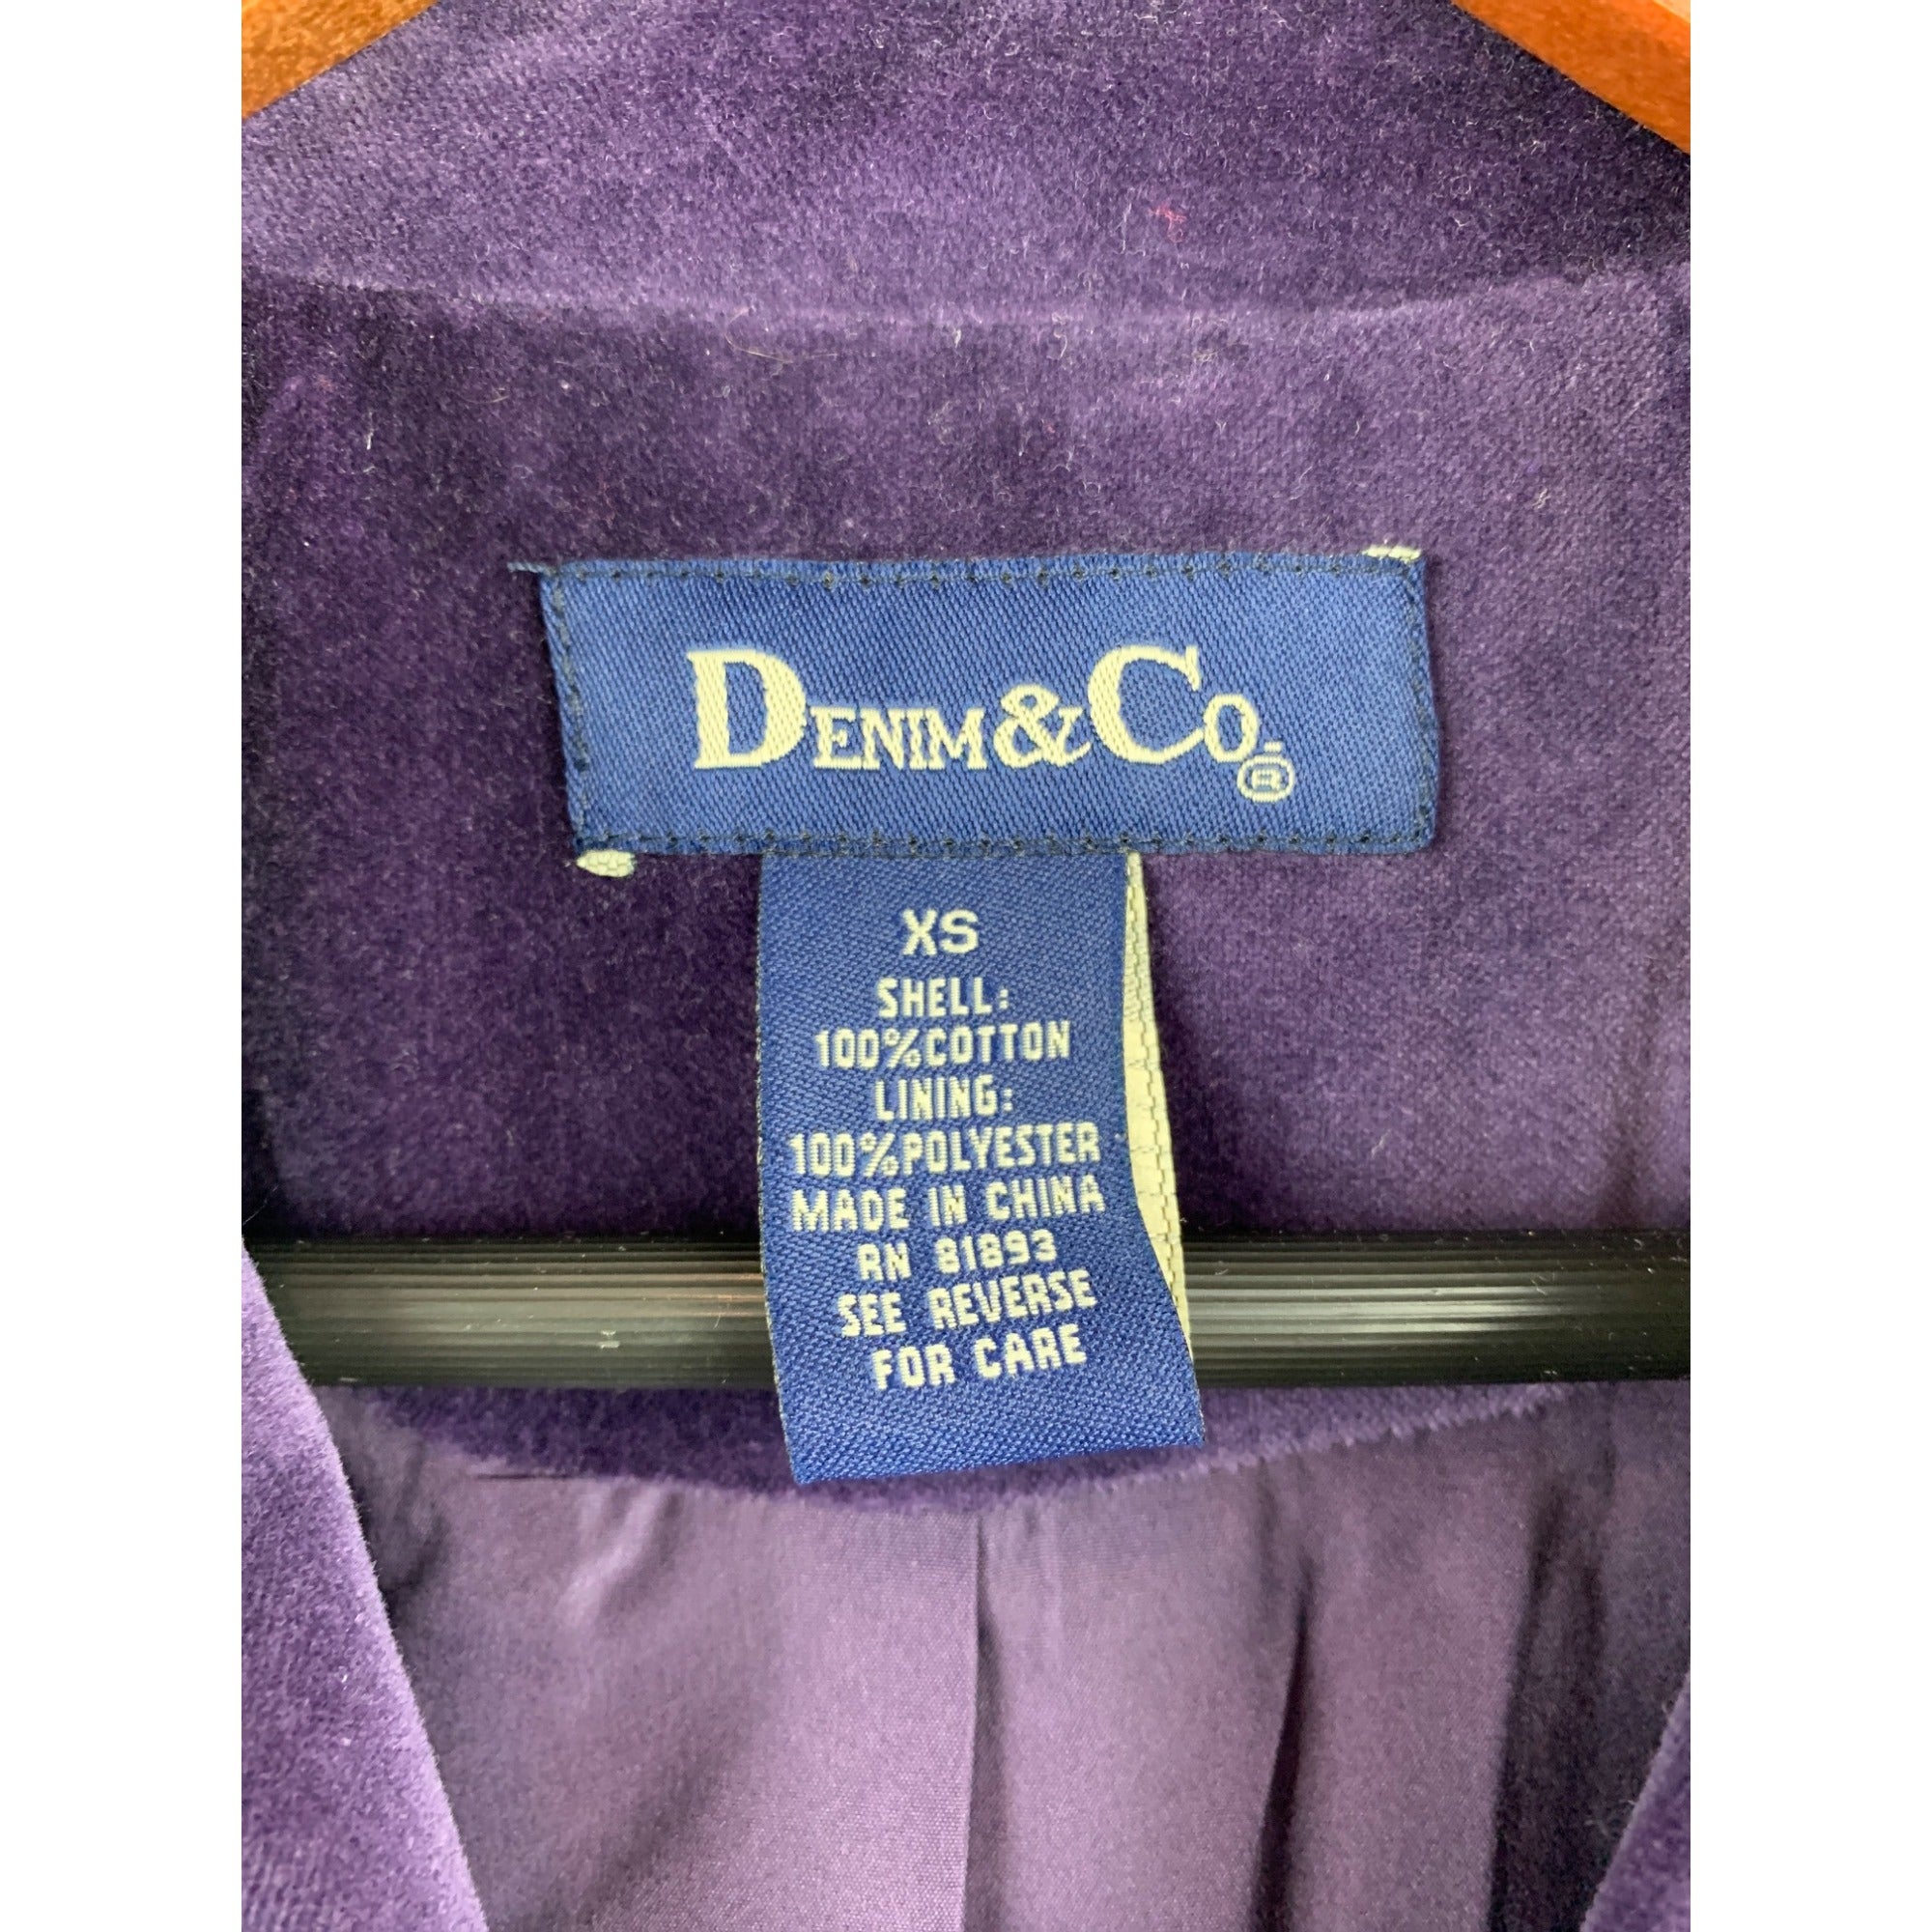 DENIM&CO.®
XS
SHELL:
100%COTTON
LINING:
100%POLYESTER
MADE IN CHINA
RN 81893
SEE REVERSE
FOR CARE